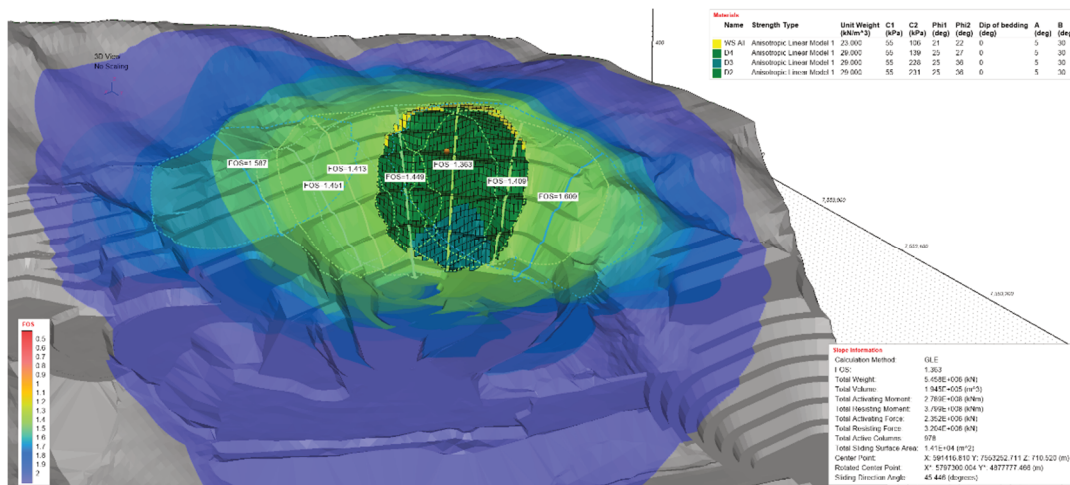 3D View
No Scaling
400
Materials
Name Strength Type Unit Weight (kN/m^3) C1 (kPa) C2 (kPa) Phi1 (deg) Phi2 (deg) Dip of bedding (deg) A (deg) B (deg)
WS AI Anisotropic Linear Model 1 23.000 55 106 21 22 0 5 30
D4 Anisotropic Linear Model 1 29.000 55 139 25 27 0 5 30
D3 Anisotropic Linear Model 1 29.000 55 228 25 36 0 5 30
D2 Anisotropic Linear Model 1 29.000 55 231 25 36 0 5 30
FOS=1.587
FOS=1.413
FOS=1.451
FOS=1.449
FOS=1.363
FOS=1.409
FOS=1.609
FOS
0.5
0.6
0.7
0.8
0.9
1
1.1
1.2
1.3
1.4
1.5
1.6
1.7
1.8
1.9
2
Slope Information
Calculation Method: GLE
FOS: 1.363
Total Weight: 5.458E+006 (kN)
Total Volume: 1.945E+005 (m^3)
Total Activating Moment: 2.789E+008 (kNm)
Total Resisting Moment: 3.799E+008 (kNm)
Total Activating Force: 2.352E+006 (kN)
Total Resisting Force: 3.204E+006 (kN)
Total Active Columns: 978
Total Sliding Surface Area: 1.41E+04 (m^2)
Center Point: X: 591416.810 Y: 7553252.711 Z: 710.520 (m)
Rotated Center Point: X': 5797300.004 Y': 4877777.466 (m)
Sliding Direction Angle: 45.446 (degrees)